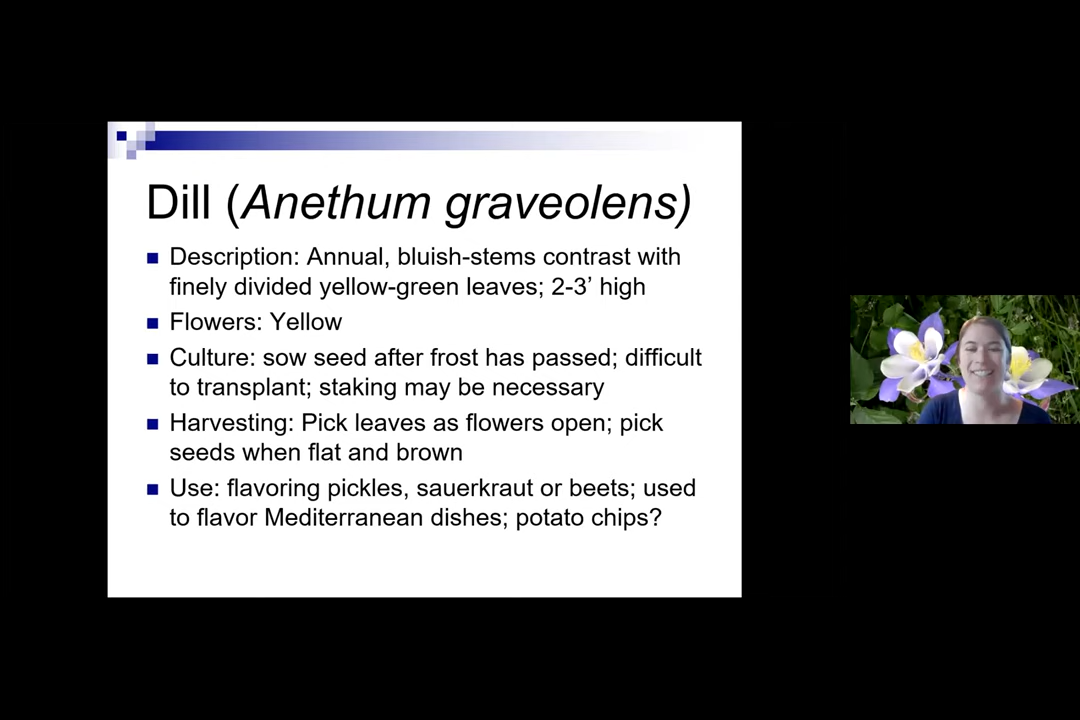 Dill (Anethum graveolens)
Description: Annual, bluish-stems contrast with
finely divided yellow-green leaves; 2-3’ high
Flowers: Yellow
Culture: sow seed after frost has passed; difficult
to transplant; staking may be necessary
Harvesting: Pick leaves as flowers open; pick
seeds when flat and brown
Use: flavoring pickles, sauerkraut or beets; used
to flavor Mediterranean dishes; potato chips?